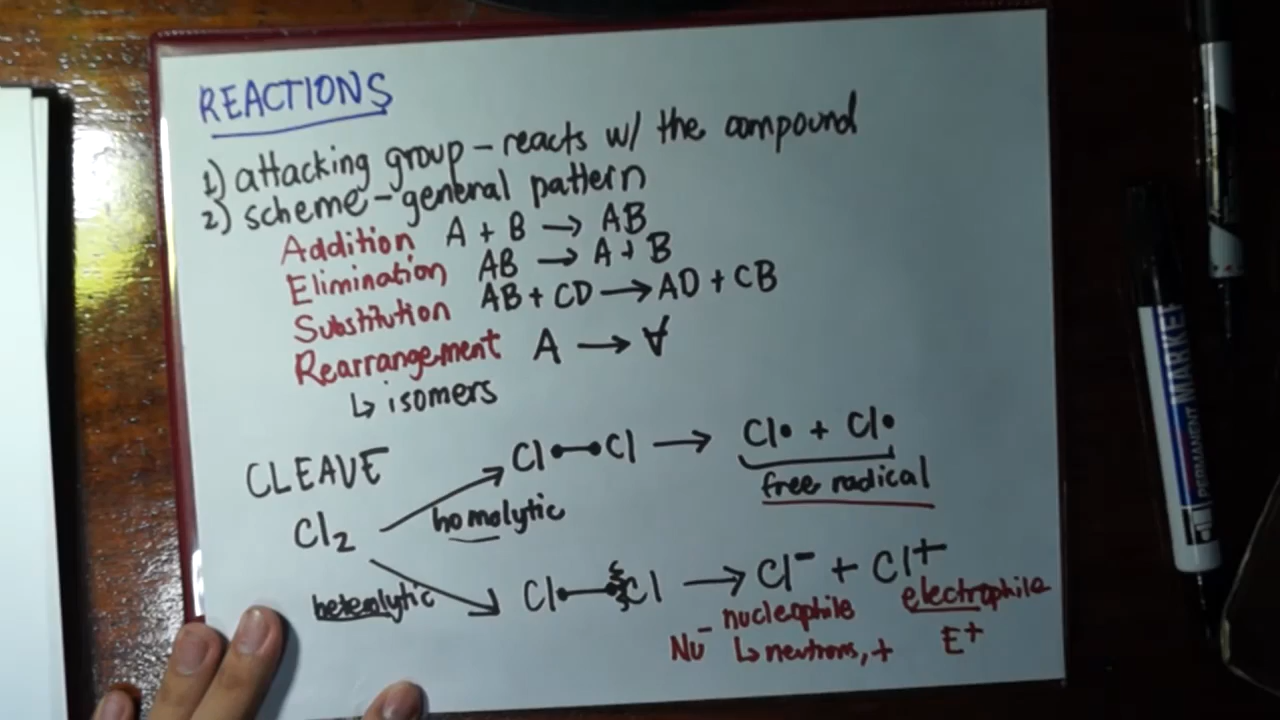 REACTIONS
1) attacking group - reacts w/ the compound
2) scheme - general pattern
Addition A + B → AB
Elimination AB → A + B
Substitution AB + CD → AD + CB
Rearrangement A → ∀
↳ isomers
CLEAVE
Cl•—•Cl → Cl• + Cl•
free radical
homolytic
Cl₂
heterolytic
Cl•—•Cl → Cl⁻ + Cl⁺
nucleophile electrophile
Nu⁻ ↳ neutrons, + E⁺
PERMANENT MARKER